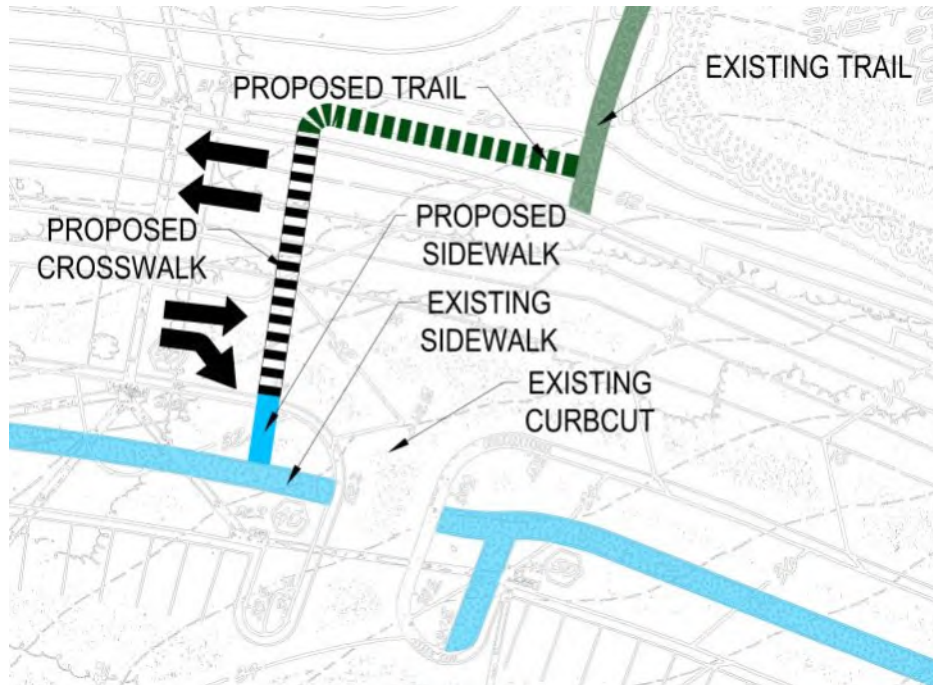 EXISTING TRAIL
PROPOSED TRAIL
PROPOSED
CROSSWALK
PROPOSED
SIDEWALK
EXISTING
SIDEWALK
EXISTING
CURBCUT